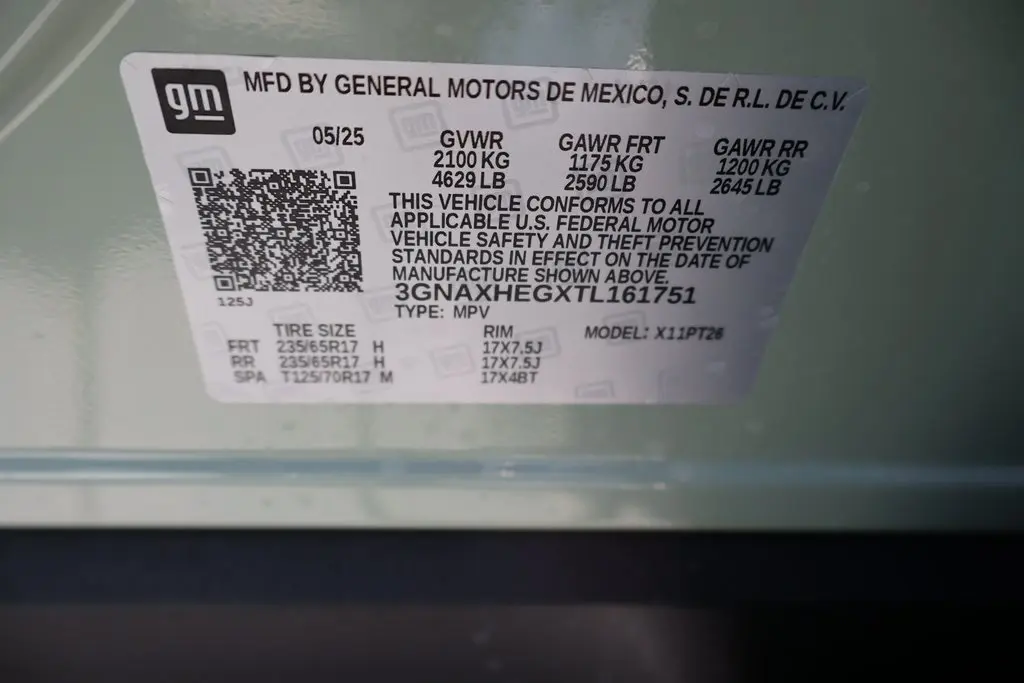 gm MFD BY GENERAL MOTORS DE MEXICO, S. DE R.L. DE C.V.
05/25 GVWR GAWR FRT GAWR RR
2100 KG 1175 KG 1200 KG
4629 LB 2590 LB 2645 LB
THIS VEHICLE CONFORMS TO ALL
APPLICABLE U.S. FEDERAL MOTOR
VEHICLE SAFETY AND THEFT PREVENTION
STANDARDS IN EFFECT ON THE DATE OF
MANUFACTURE SHOWN ABOVE.
3GNAXHEGXTL161751
125J
TYPE: MPV
TIRE SIZE RIM MODEL: X11PT26
FRT 235/65R17 H 17X7.5J
RR 235/65R17 H 17X7.5J
SPA T125/70R17 M 17X4BT